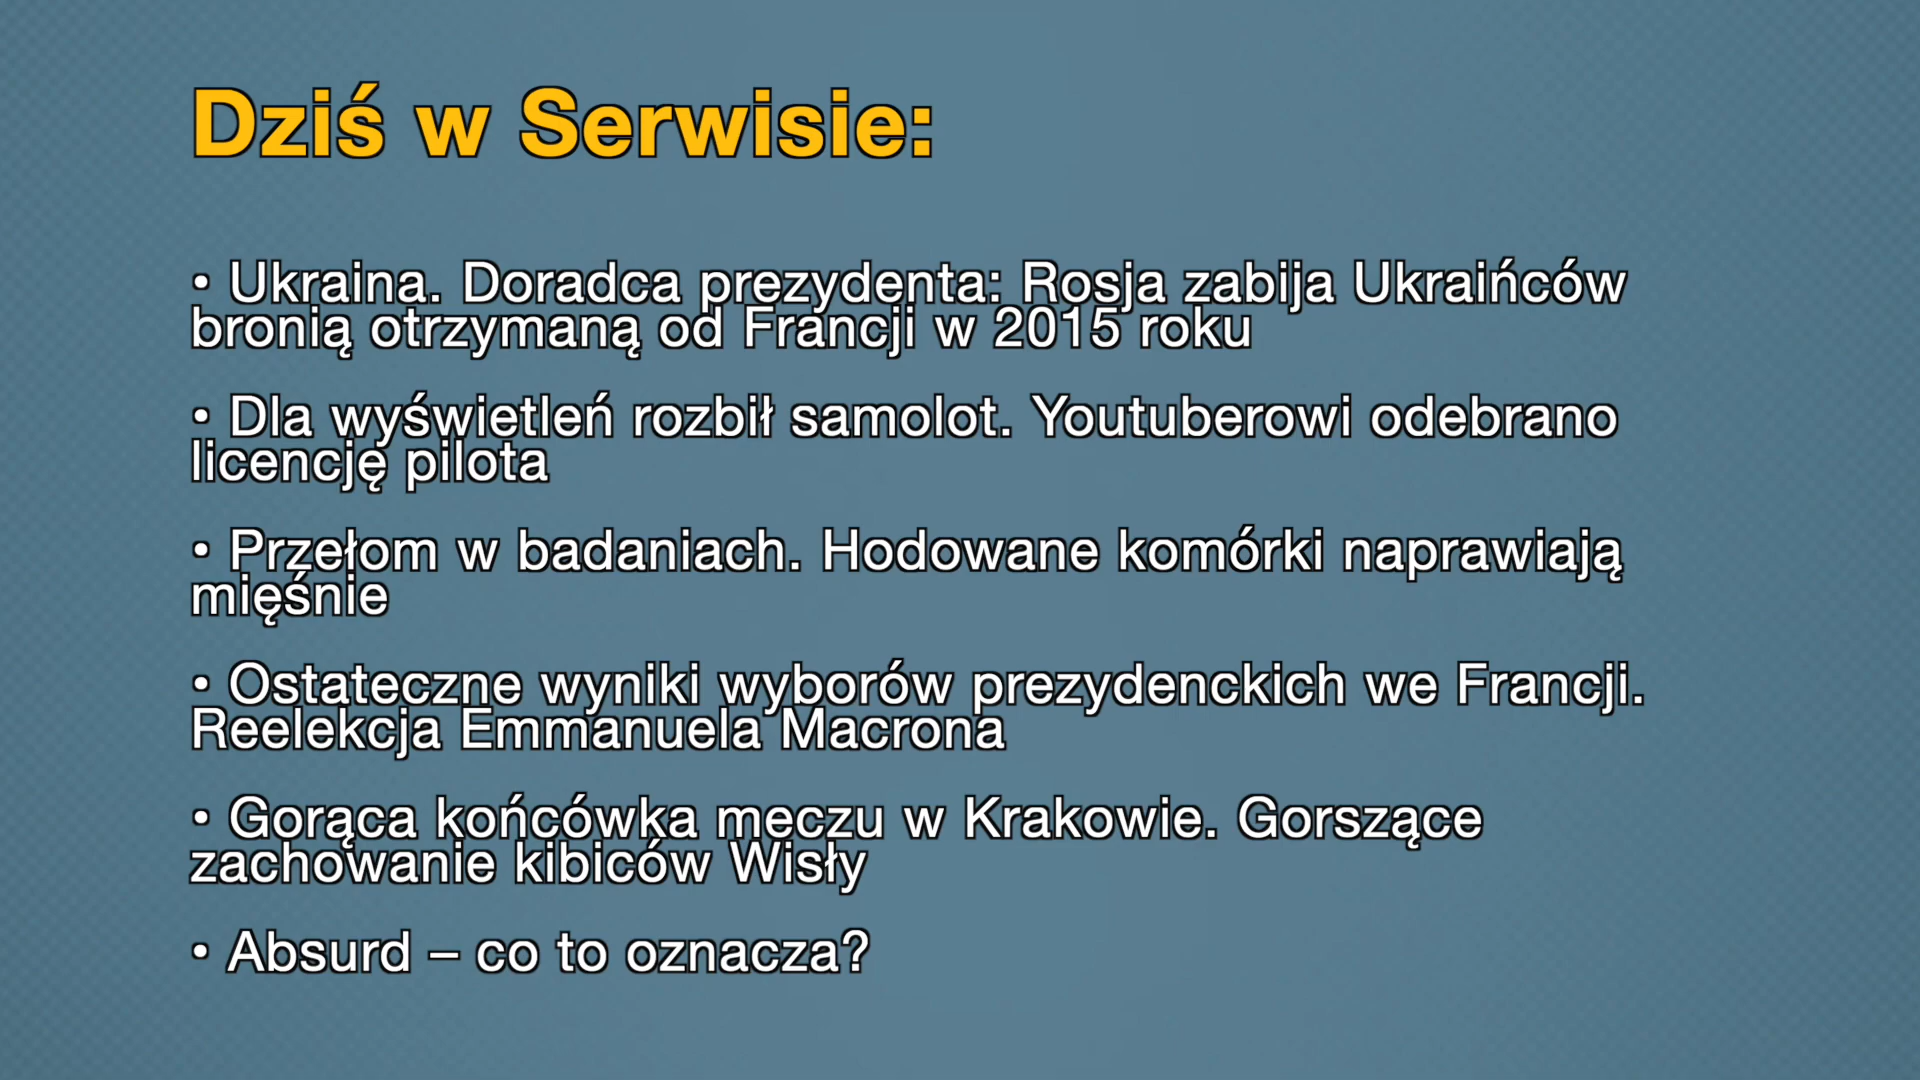 Dziś w Serwisie:
• Ukraina. Doradca prezydenta: Rosja zabija Ukraińców
bronią otrzymaną od Francji w 2015 roku
• Dla wyświetleń rozbił samolot. Youtuberowi odebrano
licencję pilota
• Przełom w badaniach. Hodowane komórki naprawiają
mięśnie
• Ostateczne wyniki wyborów prezydenckich we Francji.
Reelekcja Emmanuela Macrona
• Gorąca końcówka meczu w Krakowie. Gorszące
zachowanie kibiców Wisły
• Absurd – co to oznacza?